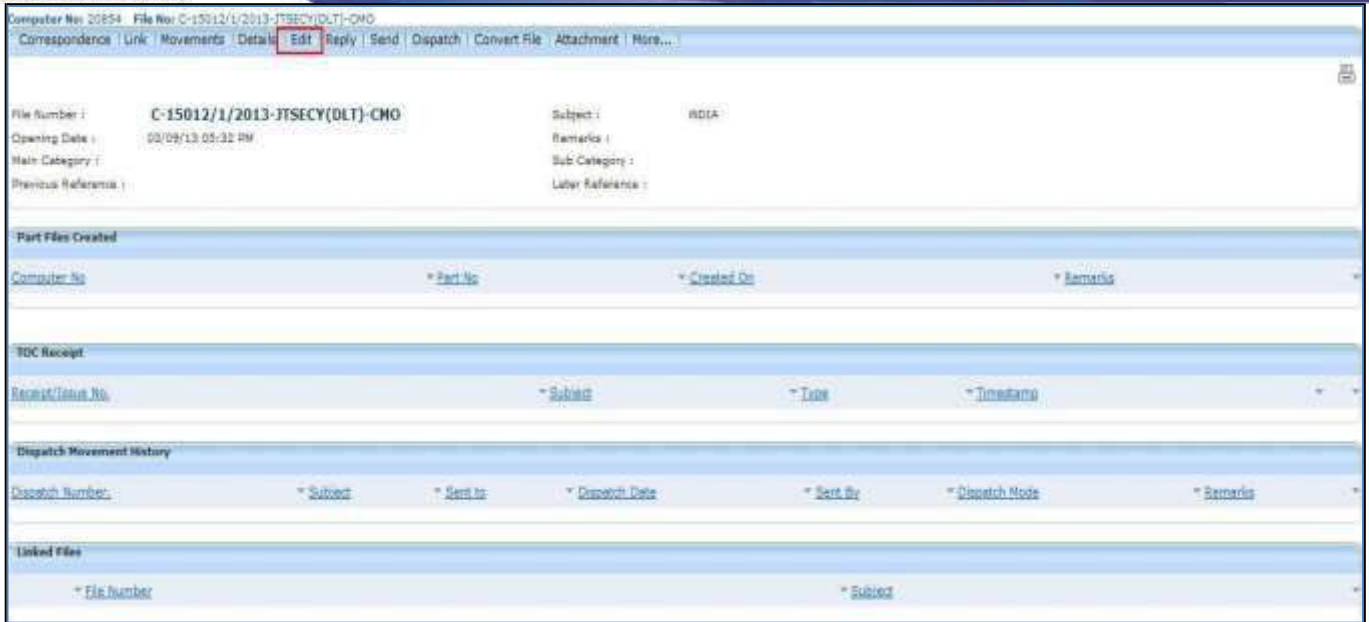 Computer No: 20854 File No: C-15012/1/2013-JTSECY(DLT)-CMO
Correspondence | Link | Movements | Details | Edit | Reply | Send | Dispatch | Convert File | Attachment | More...
File Number : C-15012/1/2013-JTSECY(DLT)-CMO Subject : INDIA
Opening Date : 03/09/13 05:32 PM Remarks :
Main Category : Sub Category :
Previous Reference : Later Reference :
Part Files Created
Computer No Part No Created On Remarks
TOC Receipt
Receipt/Issue No. Subject Type Timestamp
Dispatch Movement History
Dispatch Number. Subject Sent to Dispatch Date Sent By Dispatch Mode Remarks
Linked Files
File Number Subject